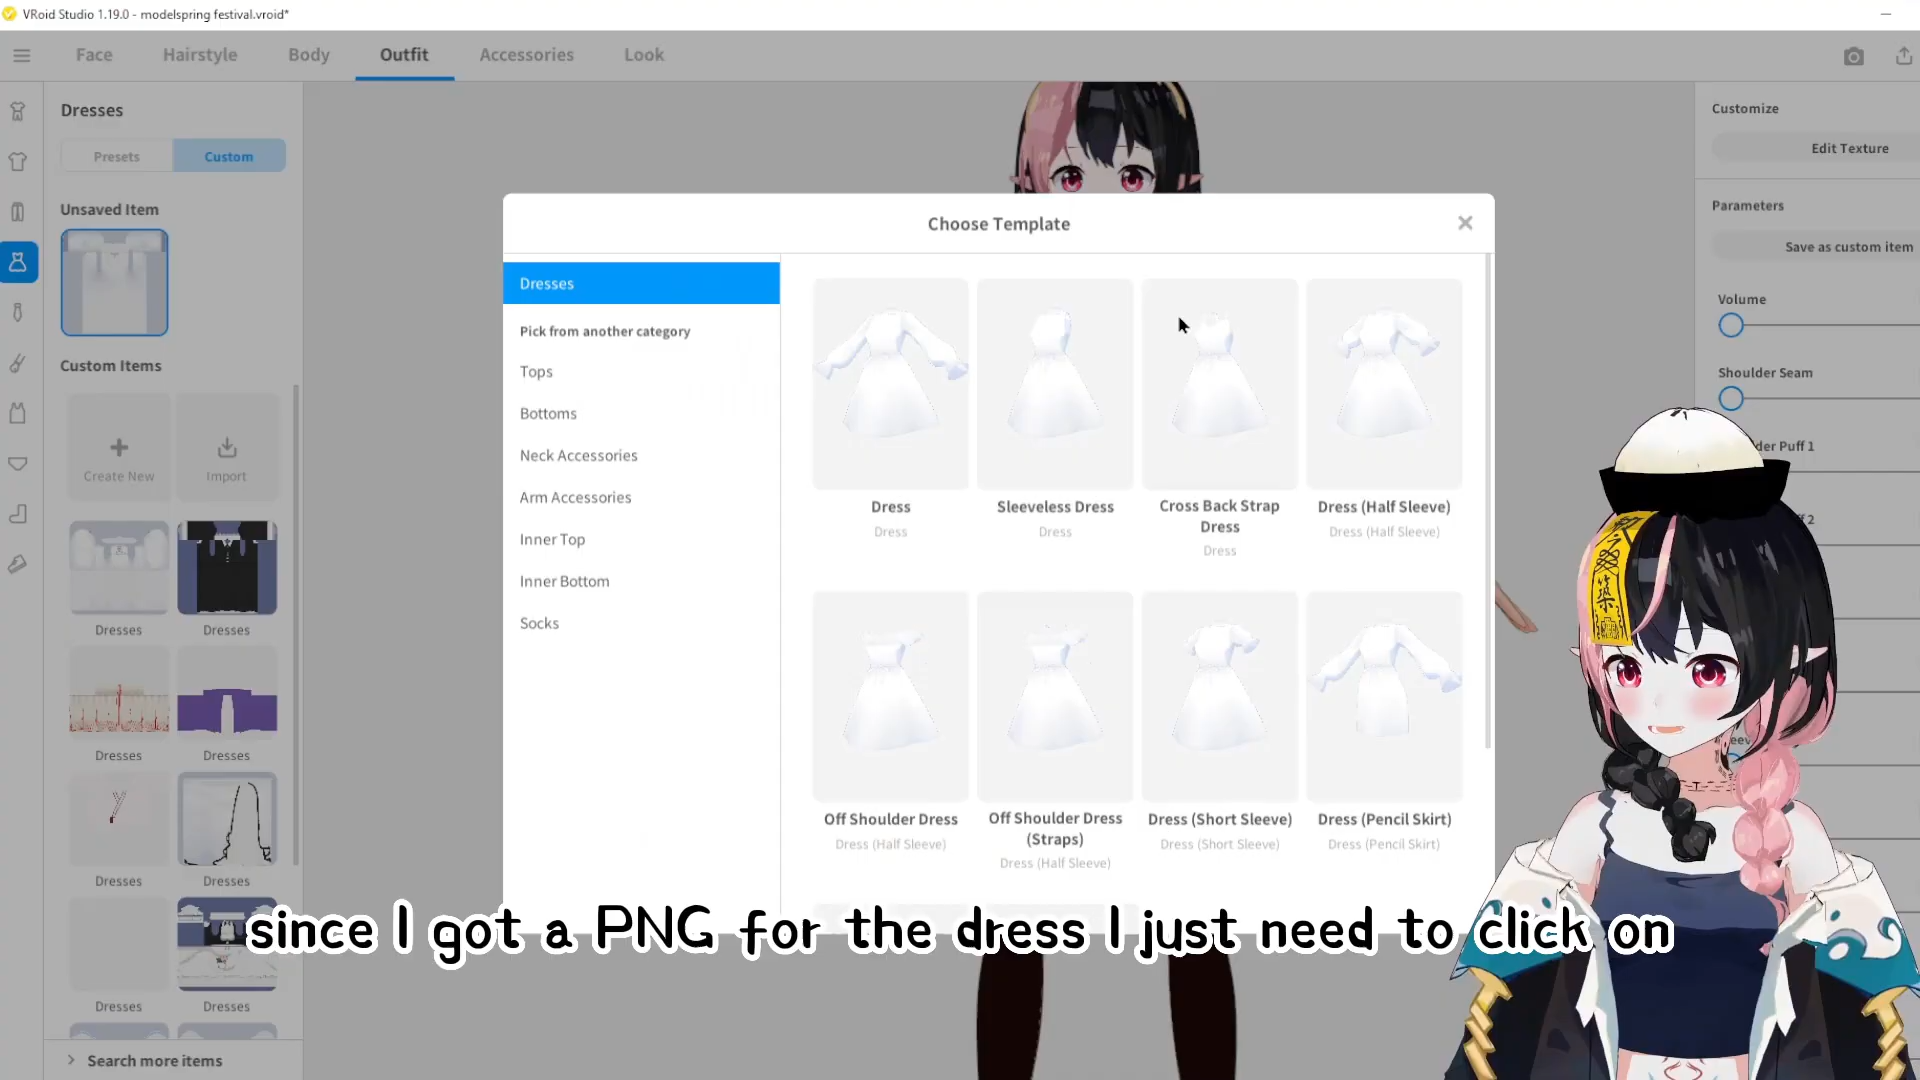 VRoid Studio 1.19.0 - modelspring festival.vroid*
Face
Hairstyle
Body
Outfit
Accessories
Look
Dresses
Presets
Custom
Unsaved Item
Custom Items
Create New
Import
Dresses
Dresses
Dresses
Dresses
Dresses
Dresses
Dresses
Dresses
Search more items
Choose Template
Dresses
Pick from another category
Tops
Bottoms
Neck Accessories
Arm Accessories
Inner Top
Inner Bottom
Socks
Dress
Dress
Sleeveless Dress
Dress
Cross Back Strap
Dress
Dress
Dress (Half Sleeve)
Dress (Half Sleeve)
Off Shoulder Dress
Dress (Half Sleeve)
Off Shoulder Dress
(Straps)
Dress (Half Sleeve)
Dress (Short Sleeve)
Dress (Short Sleeve)
Dress (Pencil Skirt)
Dress (Pencil Skirt)
Customize
Edit Texture
Parameters
Save as custom item
Volume
Shoulder Seam
der Puff 1
ff 2
since I got a PNG for the dress I just need to click on